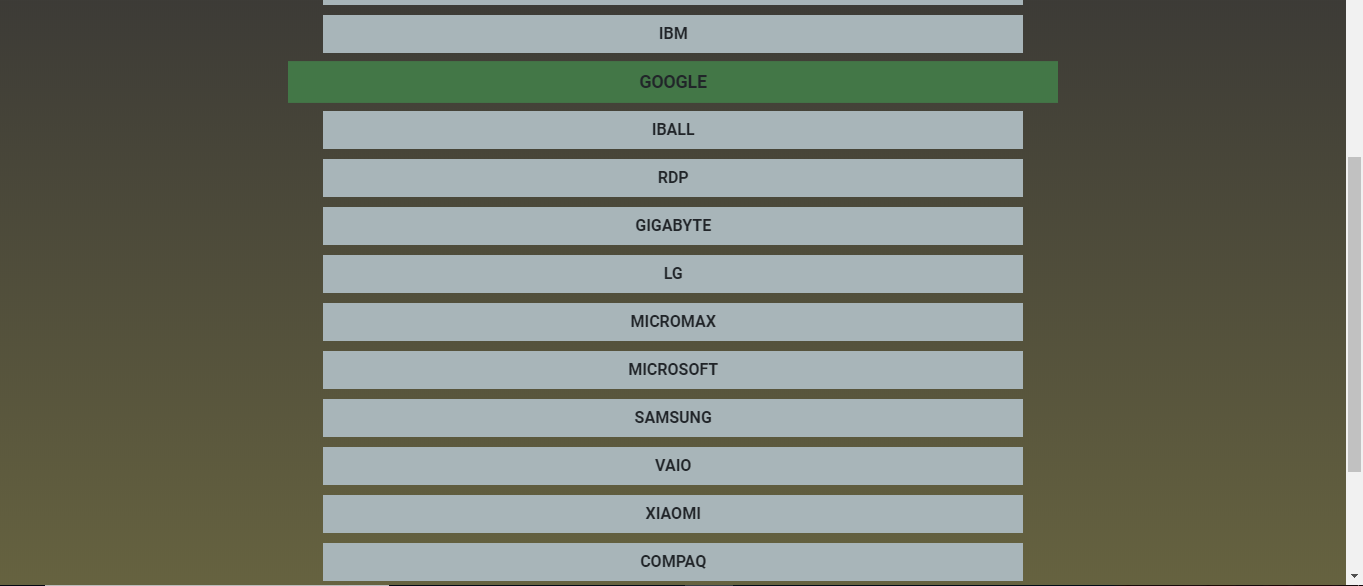 IBM
GOOGLE
IBALL
RDP
GIGABYTE
LG
MICROMAX
MICROSOFT
SAMSUNG
VAIO
XIAOMI
COMPAQ